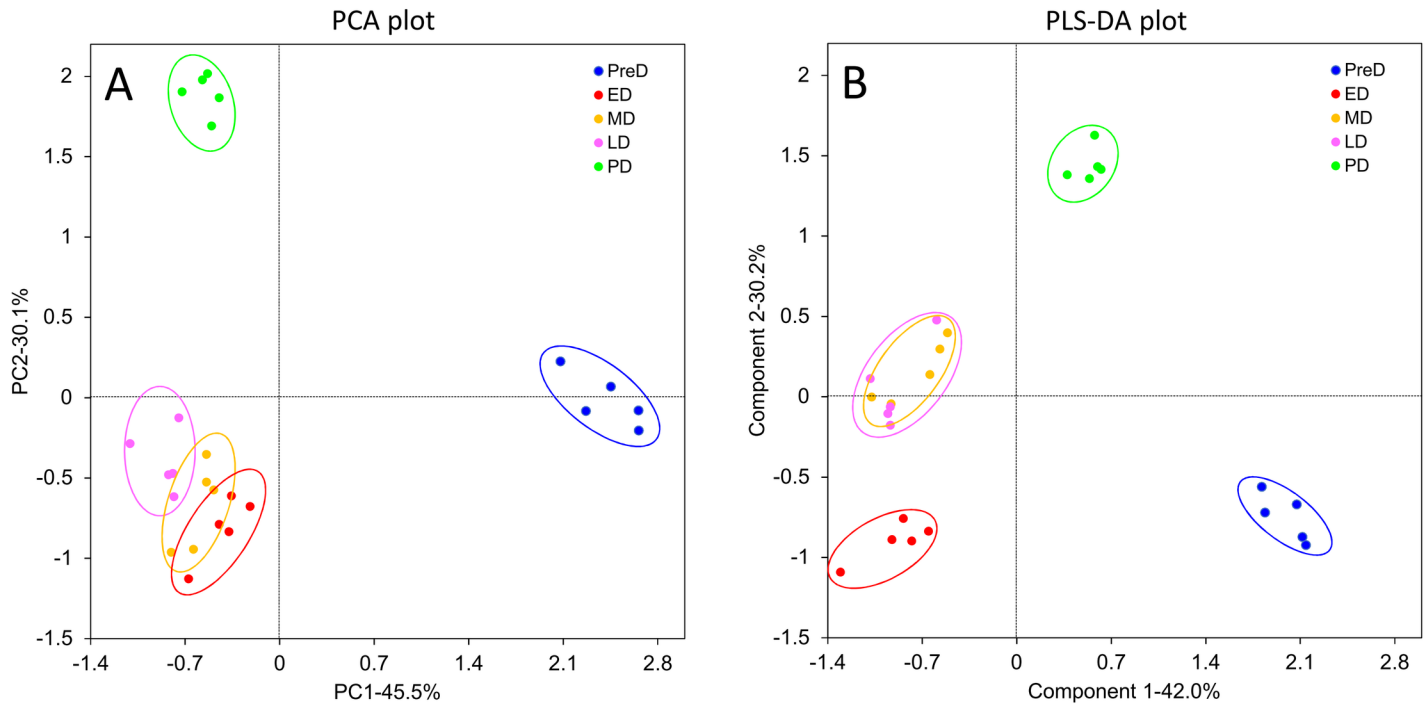 PCA plot
A
PreD
ED
MD
LD
PD
2
1.5
1
0.5
0
-0.5
-1
-1.5
PC2-30.1%
-1.4 -0.7 0 0.7 1.4 2.1 2.8
PC1-45.5%
PLS-DA plot
B
PreD
ED
MD
LD
PD
2
1.5
1
0.5
0
-0.5
-1
-1.5
Component 2-30.2%
-1.4 -0.7 0 0.7 1.4 2.1 2.8
Component 1-42.0%